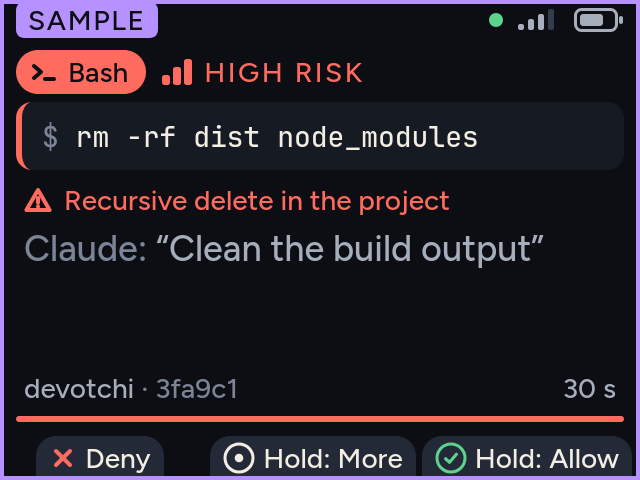 SAMPLE
Bash HIGH RISK
$ rm -rf dist node_modules
Recursive delete in the project
Claude: “Clean the build output”
devotchi · 3fa9c1 30 s
Deny Hold: More Hold: Allow